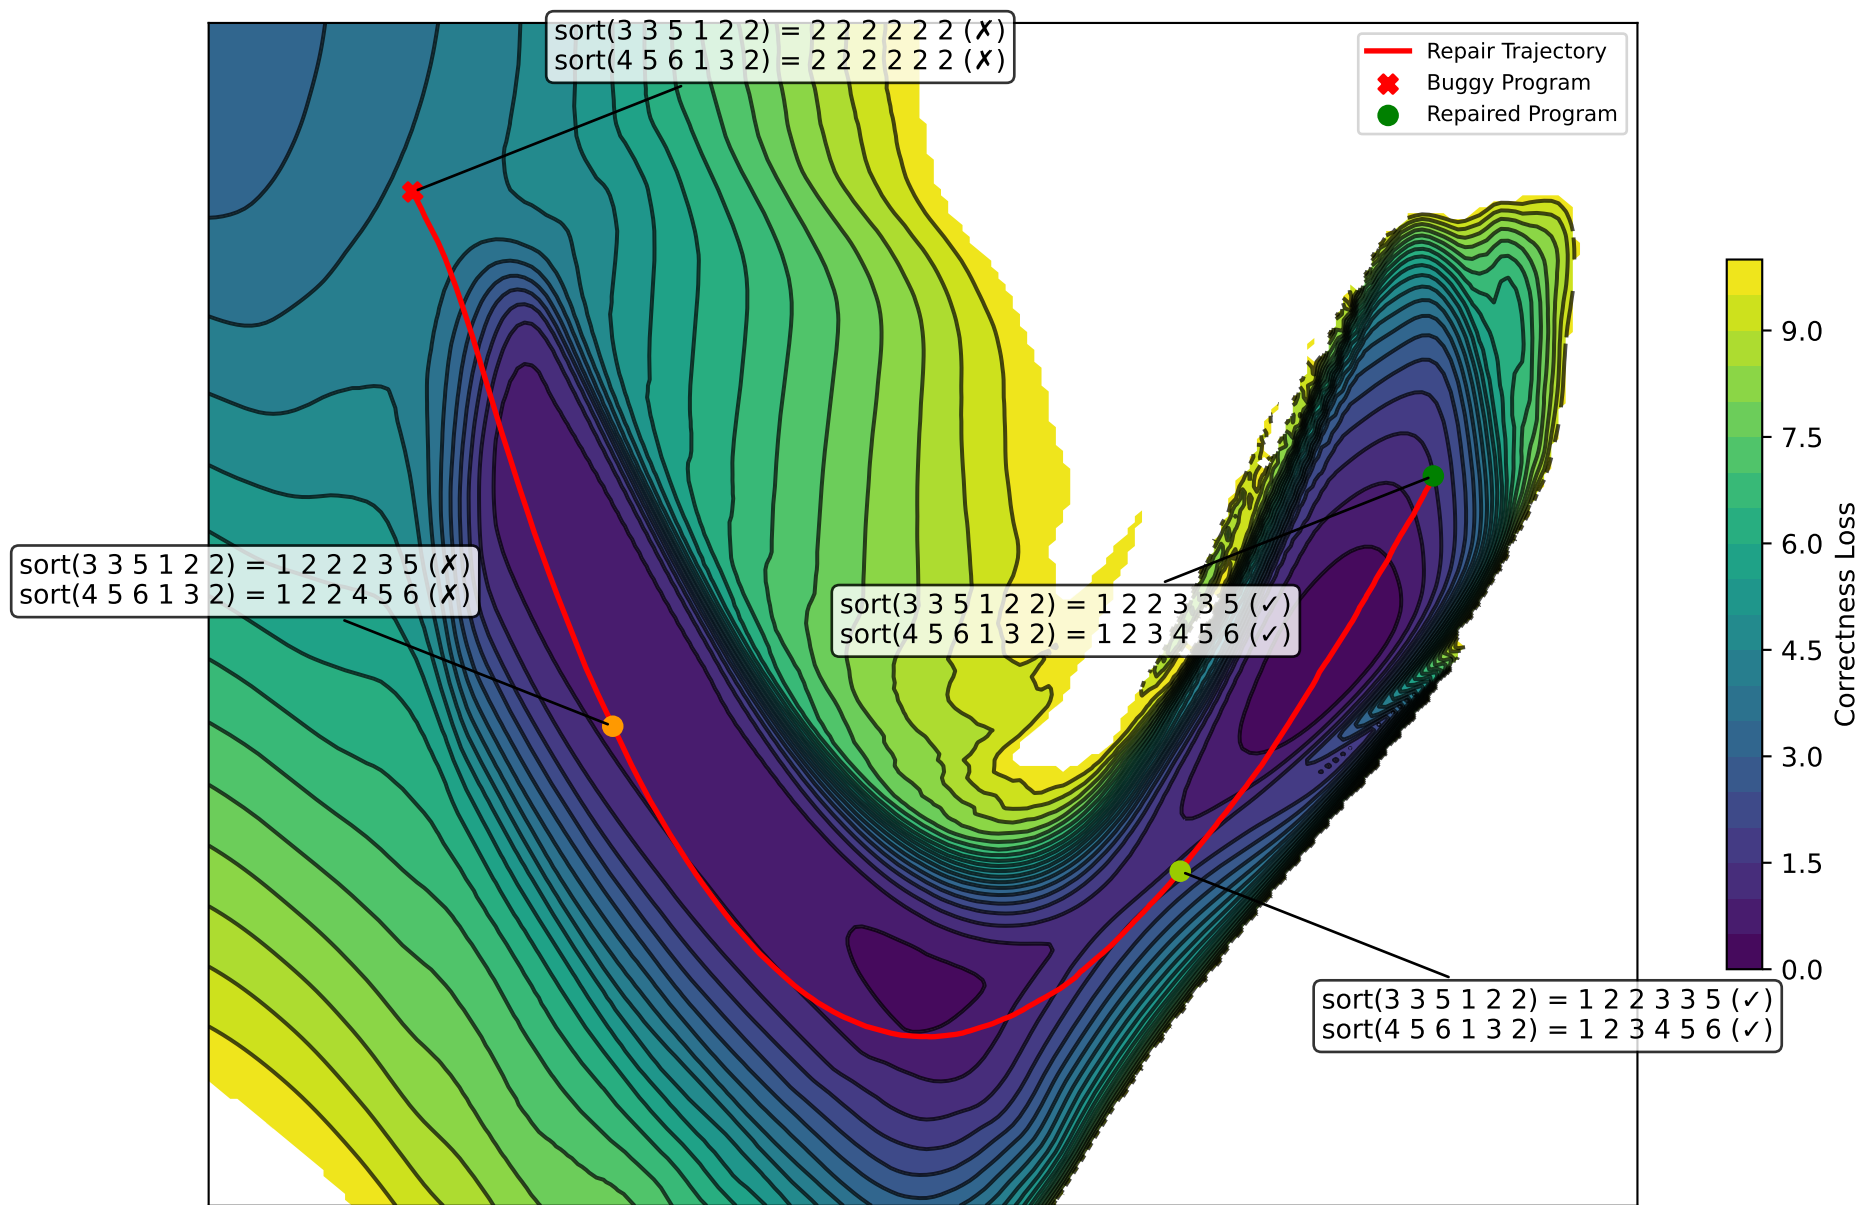 sort(3 3 5 1 2 2) = 2 2 2 2 2 2 (✗)
sort(4 5 6 1 3 2) = 2 2 2 2 2 2 (✗)
Repair Trajectory
Buggy Program
Repaired Program
sort(3 3 5 1 2 2) = 1 2 2 2 3 5 (✗)
sort(4 5 6 1 3 2) = 1 2 2 4 5 6 (✗)
sort(3 3 5 1 2 2) = 1 2 2 3 3 5 (✓)
sort(4 5 6 1 3 2) = 1 2 3 4 5 6 (✓)
sort(3 3 5 1 2 2) = 1 2 2 3 3 5 (✓)
sort(4 5 6 1 3 2) = 1 2 3 4 5 6 (✓)
9.0
7.5
6.0
4.5
3.0
1.5
0.0
Correctness Loss